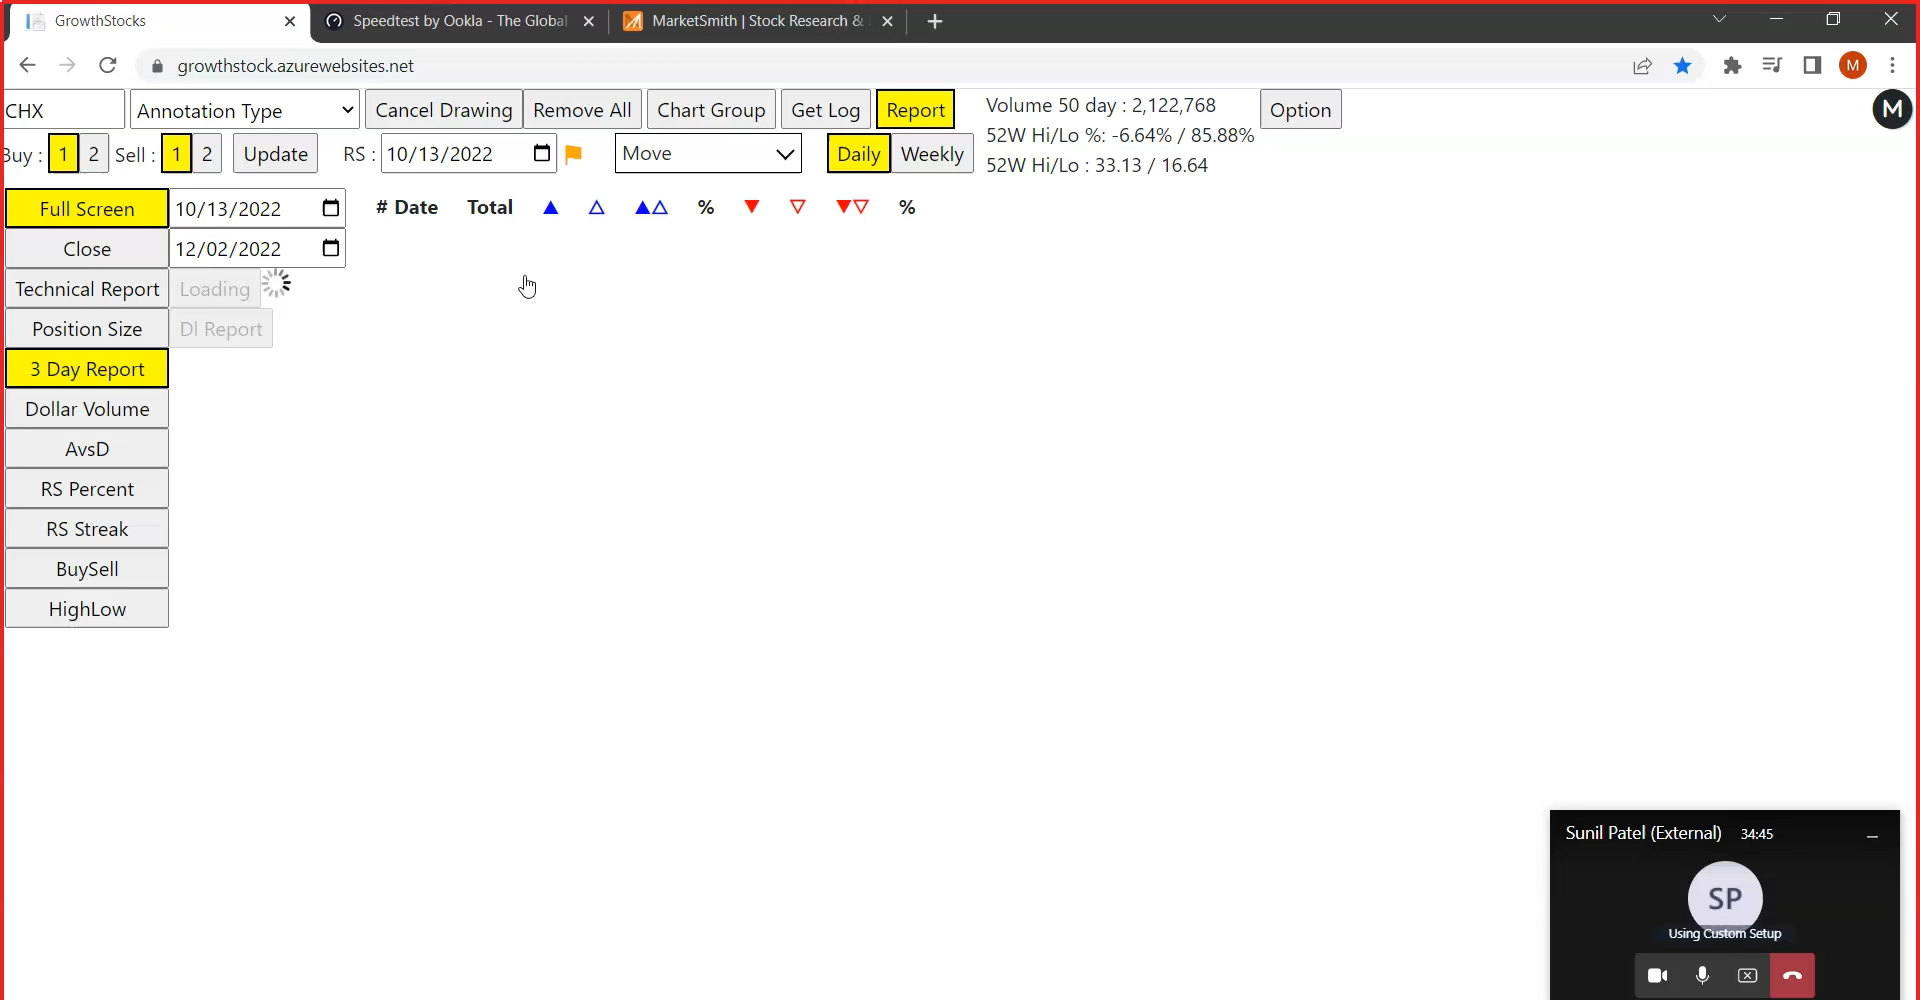 GrowthStocks
Speedtest by Ookla - The Global
MarketSmith | Stock Research &
growthstock.azurewebsites.net
M
CHX
Annotation Type
Cancel Drawing
Remove All
Chart Group
Get Log
Report
Volume 50 day : 2,122,768
Option
M
52W Hi/Lo %: -6.64% / 85.88%
Buy : 1 2 Sell : 1 2
Update
RS : 10/13/2022
Move
Daily
Weekly
52W Hi/Lo : 33.13 / 16.64
Full Screen
10/13/2022
# Date Total ▲ △ ▲△ % ▼ ▽ ▼▽ %
Close
12/02/2022
Technical Report
Loading
Position Size
Dl Report
3 Day Report
Dollar Volume
AvsD
RS Percent
RS Streak
BuySell
HighLow
Sunil Patel (External) 34:45
SP
Using Custom Setup